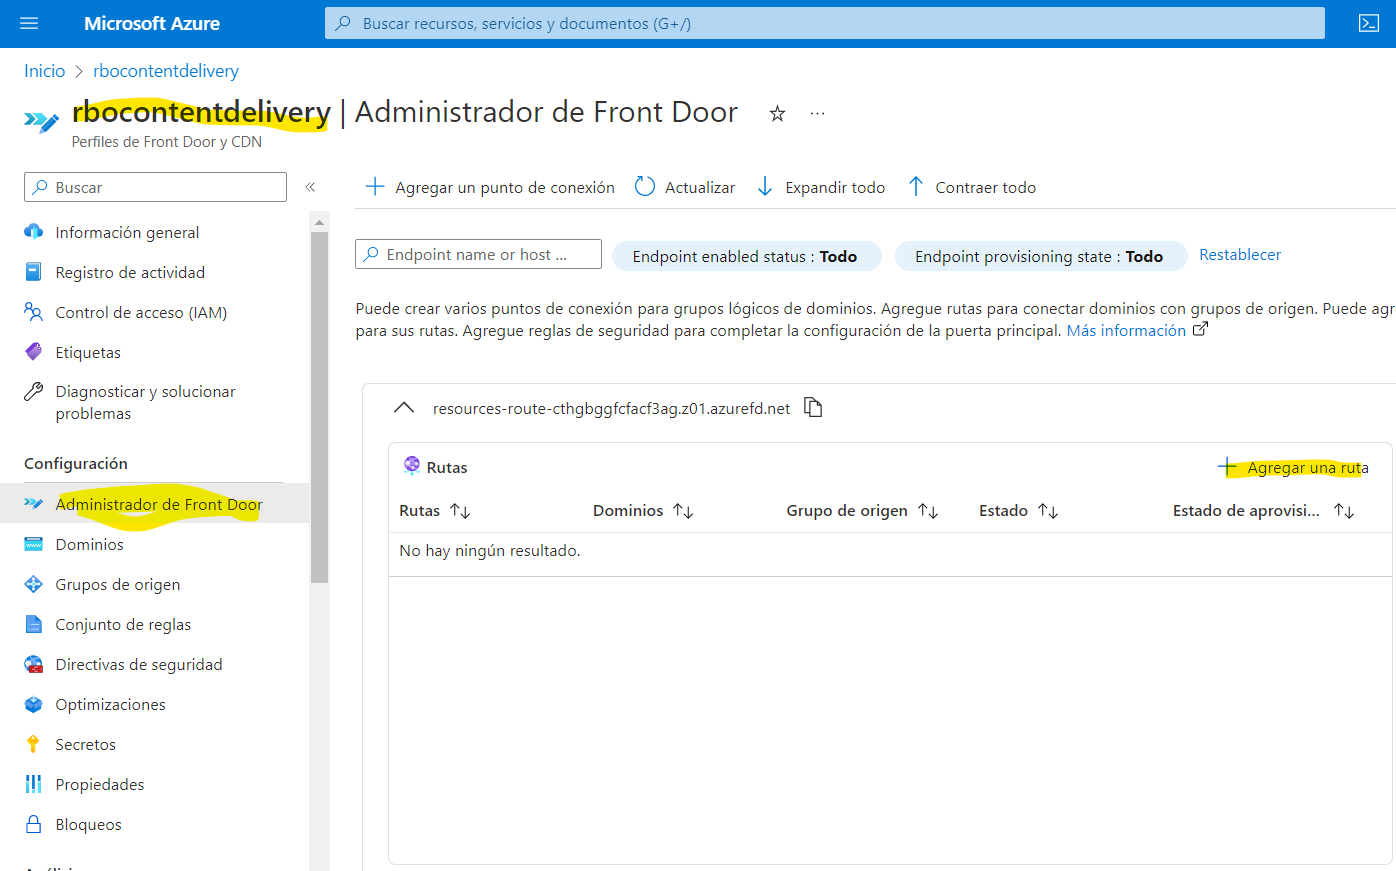 Microsoft Azure
Buscar recursos, servicios y documentos (G+/)
Inicio > rbocontentdelivery
rbocontentdelivery | Administrador de Front Door
Perfiles de Front Door y CDN
Buscar
Información general
Registro de actividad
Control de acceso (IAM)
Etiquetas
Diagnosticar y solucionar
problemas
Configuración
Administrador de Front Door
Dominios
Grupos de origen
Conjunto de reglas
Directivas de seguridad
Optimizaciones
Secretos
Propiedades
Bloqueos
Agregar un punto de conexión
Actualizar
Expandir todo
Contraer todo
Endpoint name or host ...
Endpoint enabled status : Todo
Endpoint provisioning state : Todo
Restablecer
Puede crear varios puntos de conexión para grupos lógicos de dominios. Agregue rutas para conectar dominios con grupos de origen. Puede agr
para sus rutas. Agregue reglas de seguridad para completar la configuración de la puerta principal. Más información
resources-route-cthgbggfcfacf3ag.z01.azurefd.net
Rutas
Agregar una ruta
Rutas
Dominios
Grupo de origen
Estado
Estado de aprovisi...
No hay ningún resultado.